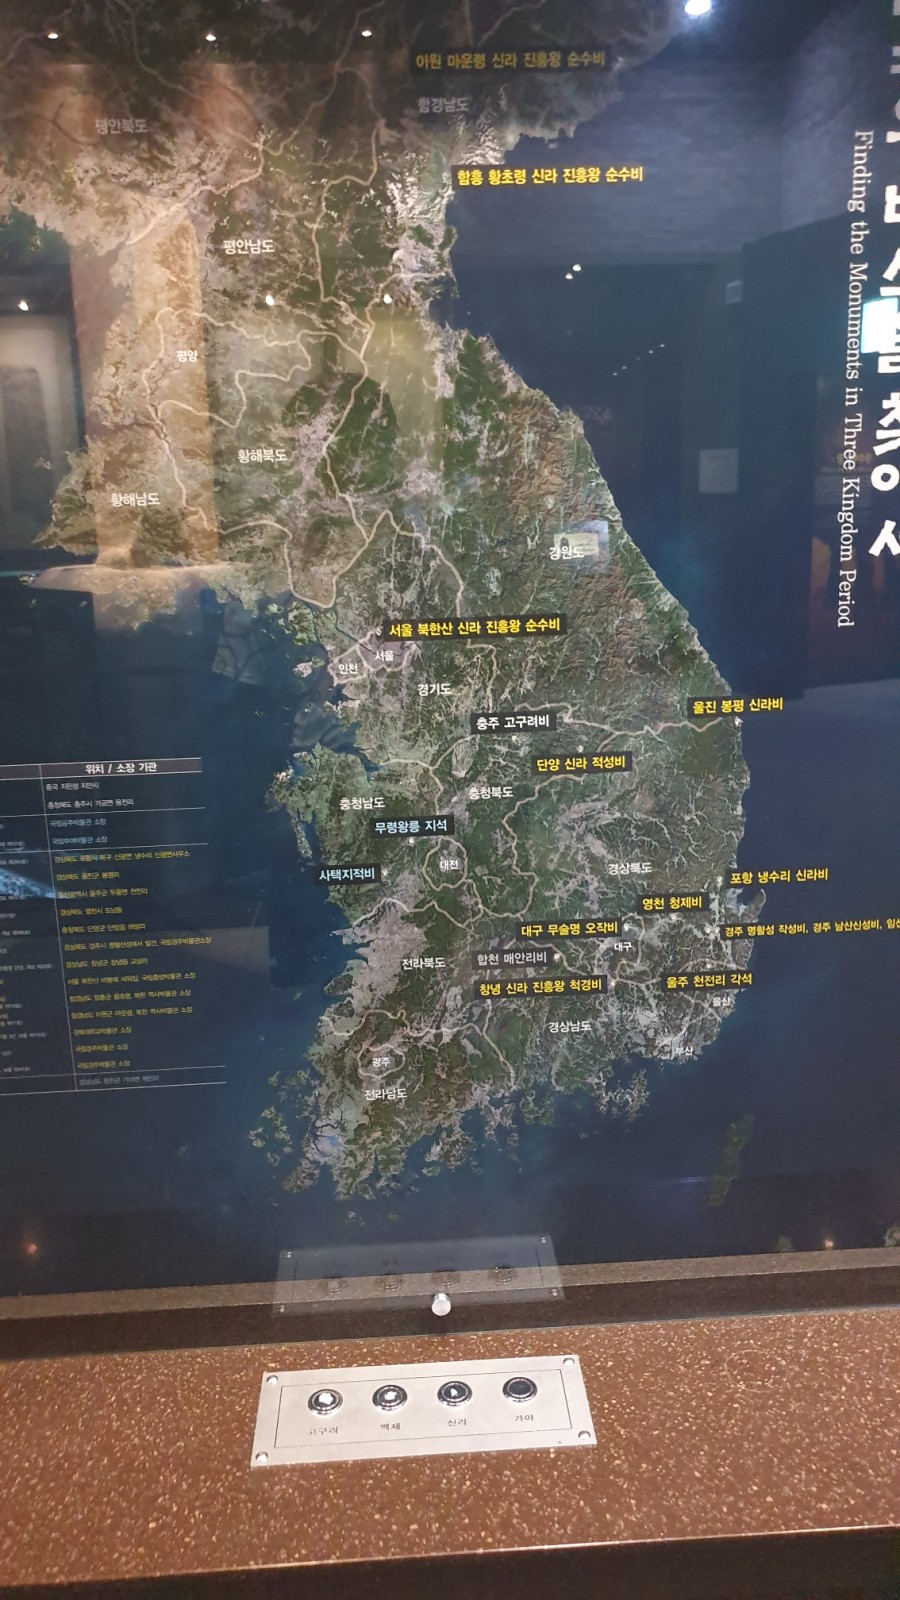 이원 마운령 신라 진흥왕 순수비
함경남도
평안북도
함흥 황초령 신라 진흥왕 순수비
Finding the Monuments in Three Kingdom Period
평안남도
평양
황해북도
황해남도
강원도
서울 북한산 신라 진흥왕 순수비
서울
인천
경기도
울진 봉평 신라비
충주 고구려비
단양 신라 적성비
충청북도
충청남도
무령왕릉 지석
대전
사택지적비
경상북도
포항 냉수리 신라비
영천 청제비
대구 무술명 오작비
경주 명활성 작성비, 경주 남산신성비,
대구
합천 매안리비
전라북도
울주 천전리 각석
창녕 신라 진흥왕 척경비
울산
경상남도
부산
광주
전라남도
위치 / 소장 기관
중국 지린성 지안시
충청북도 충주시 가금면 용전리
국립공주박물관 소장
국립부여박물관 소장
경상북도 포항시 북구 신광면 냉수리 신광면사무소
경상북도 울진군 봉평리
울산광역시 울주군 두동면 천전리
경상북도 영천시 도남동
충청북도 단양군 단성면 하방리
경상북도 경주시 명활산성에서 발견, 국립경주박물관소장
경상남도 창녕군 창녕읍 교상리
서울 북한산 비봉에 세워짐, 국립중앙박물관 소장
함경남도 함흥군 황초령, 북한 역사박물관 소장
함경남도 이원군 마운령, 북한 역사박물관 소장
경북대학교박물관 소장
국립경주박물관 소장
국립경주박물관 소장
경상남도 합천군 가야면 매안리
고구려
백제
신라
가야